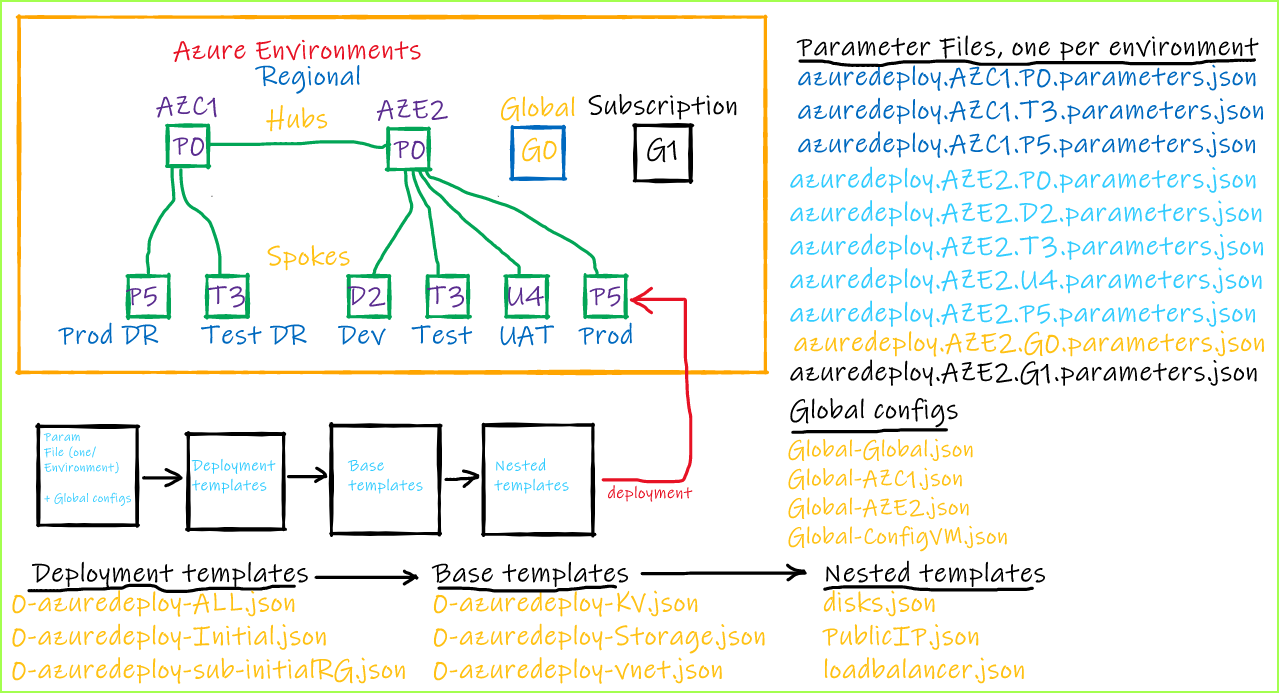 Azure Environments
Regional
AZC1
Hubs
AZE2
Global
Subscription
P0
P0
G0
G1
Spokes
P5
T3
D2
T3
U4
P5
Prod DR
Test DR
Dev
Test
UAT
Prod
Parameter Files, one per environment
azuredeploy.AZC1.P0.parameters.json
azuredeploy.AZC1.T3.parameters.json
azuredeploy.AZC1.P5.parameters.json
azuredeploy.AZE2.P0.parameters.json
azuredeploy.AZE2.D2.parameters.json
azuredeploy.AZE2.T3.parameters.json
azuredeploy.AZE2.U4.parameters.json
azuredeploy.AZE2.P5.parameters.json
azuredeploy.AZE2.G0.parameters.json
azuredeploy.AZE2.G1.parameters.json
Global configs
Global-Global.json
Global-AZC1.json
Global-AZE2.json
Global-ConfigVM.json
Param
File (one/
Environment)
+ Global configs
Deployment
templates
Base
templates
Nested
templates
deployment
Deployment templates
0-azuredeploy-ALL.json
0-azuredeploy-Initial.json
0-azuredeploy-sub-initialRG.json
Base templates
0-azuredeploy-KV.json
0-azuredeploy-Storage.json
0-azuredeploy-vnet.json
Nested templates
disks.json
PublicIP.json
loadbalancer.json